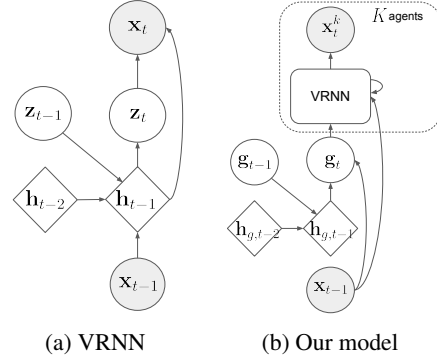 x_t
z_{t-1}
z_t
h_{t-2}
h_{t-1}
x_{t-1}
(a) VRNN
x_t^k
K agents
VRNN
g_{t-1}
g_t
h_{g,t-2}
h_{g,t-1}
x_{t-1}
(b) Our model